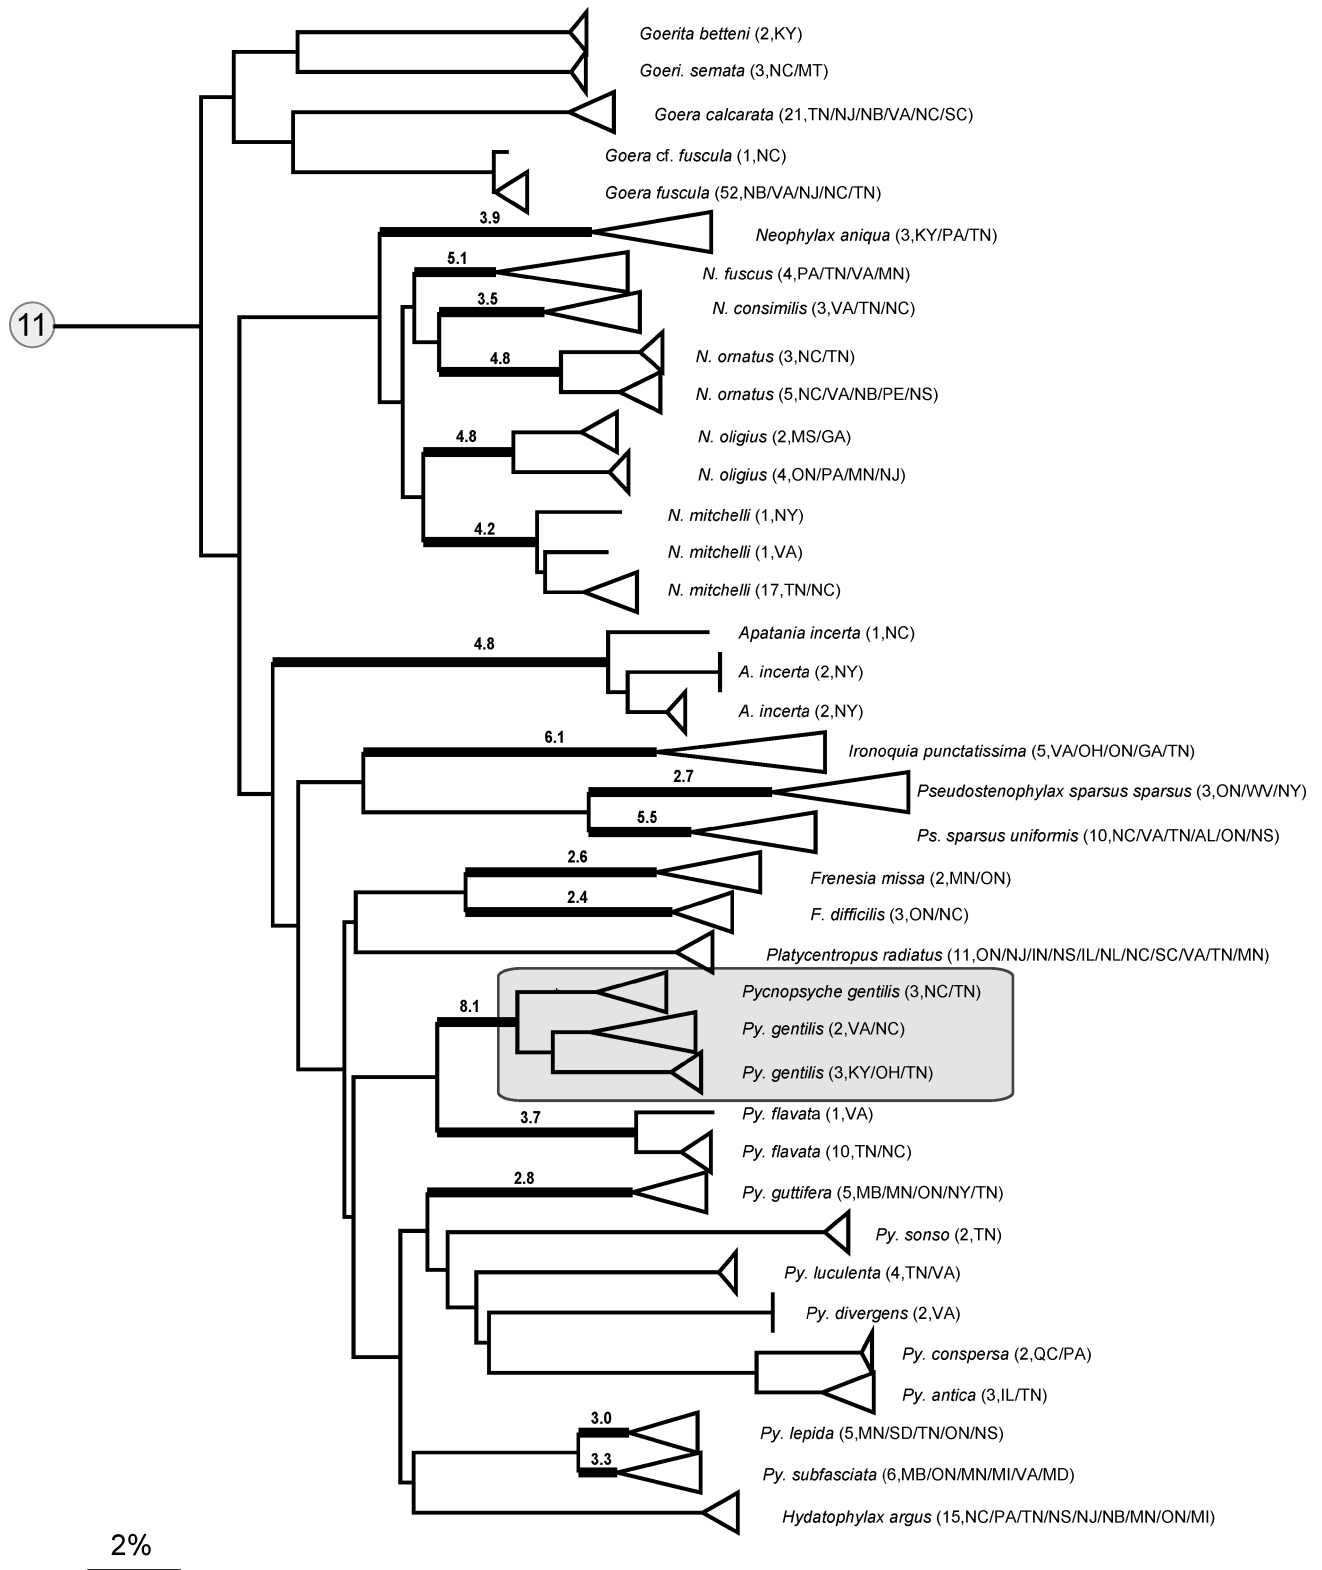 Goerita betteni (2,KY)
Goeri. semata (3,NC/MT)
Goera calcarata (21,TN/NJ/NB/VA/NC/SC)
Goera cf. fuscula (1,NC)
Goera fuscula (52,NB/VA/NJ/NC/TN)
3.9
Neophylax aniqua (3,KY/PA/TN)
5.1
N. fuscus (4,PA/TN/VA/MN)
3.5
N. consimilis (3,VA/TN/NC)
11
4.8
N. ornatus (3,NC/TN)
N. ornatus (5,NC/VA/NB/PE/NS)
4.8
N. oligius (2,MS/GA)
N. oligius (4,ON/PA/MN/NJ)
N. mitchelli (1,NY)
4.2
N. mitchelli (1,VA)
N. mitchelli (17,TN/NC)
Apatania incerta (1,NC)
4.8
A. incerta (2,NY)
A. incerta (2,NY)
6.1
Ironoquia punctatissima (5,VA/OH/ON/GA/TN)
2.7
Pseudostenophylax sparsus sparsus (3,ON/WV/NY)
5.5
Ps. sparsus uniformis (10,NC/VA/TN/AL/ON/NS)
2.6
Frenesia missa (2,MN/ON)
2.4
F. difficilis (3,ON/NC)
Platycentropus radiatus (11,ON/NJ/IN/NS/IL/NL/NC/SC/VA/TN/MN)
Pycnopsyche gentilis (3,NC/TN)
8.1
Py. gentilis (2,VA/NC)
Py. gentilis (3,KY/OH/TN)
Py. flavata (1,VA)
3.7
Py. flavata (10,TN/NC)
2.8
Py. guttifera (5,MB/MN/ON/NY/TN)
Py. sonso (2,TN)
Py. luculenta (4,TN/VA)
Py. divergens (2,VA)
Py. conspersa (2,QC/PA)
Py. antica (3,IL/TN)
3.0
Py. lepida (5,MN/SD/TN/ON/NS)
3.3
Py. subfasciata (6,MB/ON/MN/MI/VA/MD)
Hydatophylax argus (15,NC/PA/TN/NS/NJ/NB/MN/ON/MI)
2%